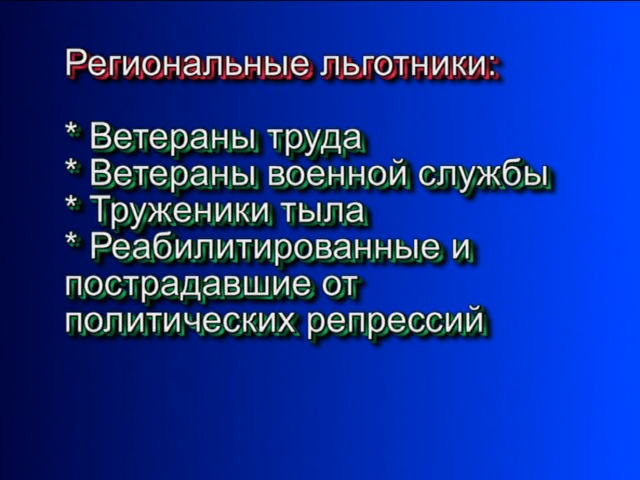 Региональные льготники:
* Ветераны труда
* Ветераны военной службы
* Труженики тыла
* Реабилитированные и
пострадавшие от
политических репрессий